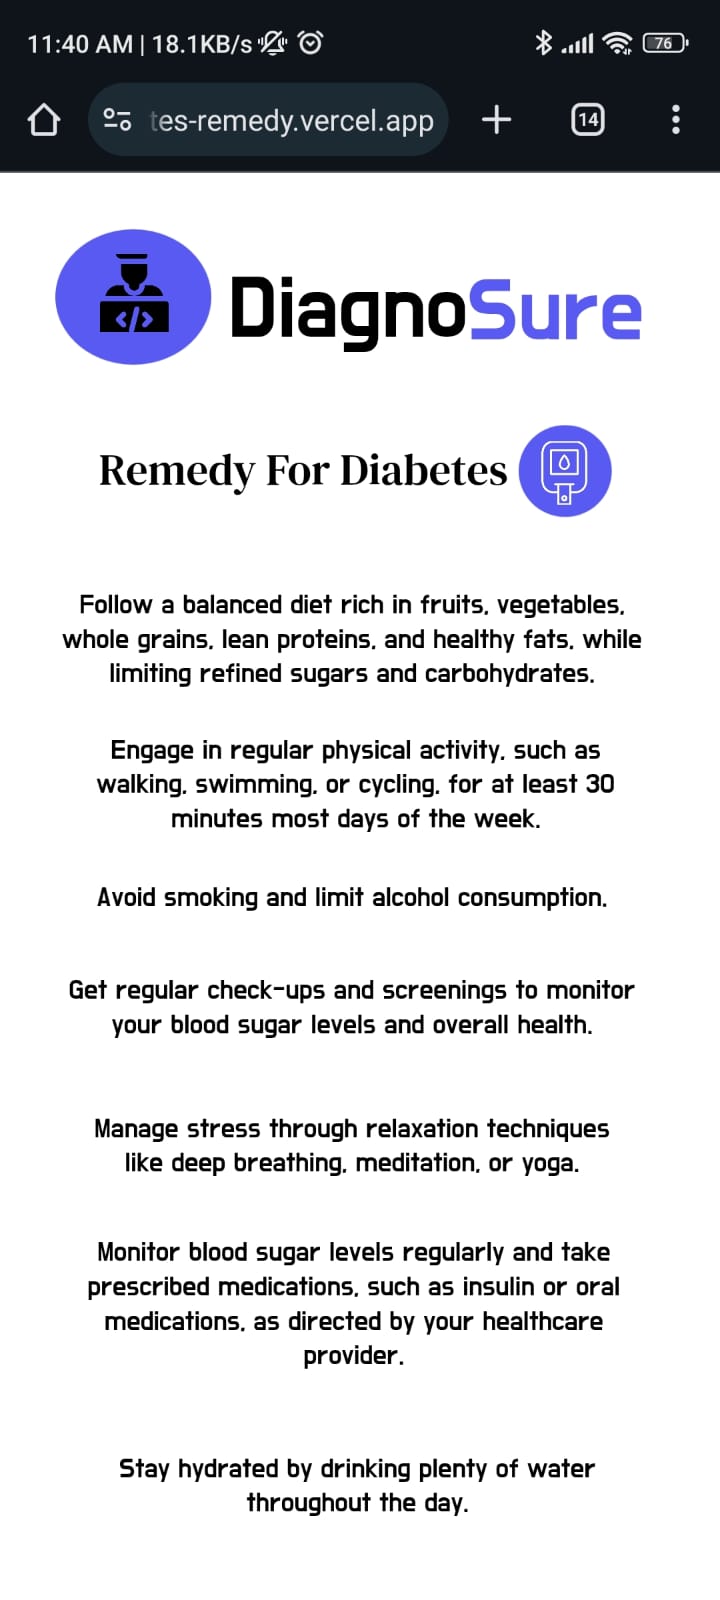 11:40 AM | 18.1KB/s 76
tes-remedy.vercel.app 14
</>
DiagnoSure
Remedy For Diabetes
Follow a balanced diet rich in fruits, vegetables,
whole grains, lean proteins, and healthy fats, while
limiting refined sugars and carbohydrates.
Engage in regular physical activity, such as
walking, swimming, or cycling, for at least 30
minutes most days of the week.
Avoid smoking and limit alcohol consumption.
Get regular check-ups and screenings to monitor
your blood sugar levels and overall health.
Manage stress through relaxation techniques
like deep breathing, meditation, or yoga.
Monitor blood sugar levels regularly and take
prescribed medications, such as insulin or oral
medications, as directed by your healthcare
provider.
Stay hydrated by drinking plenty of water
throughout the day.